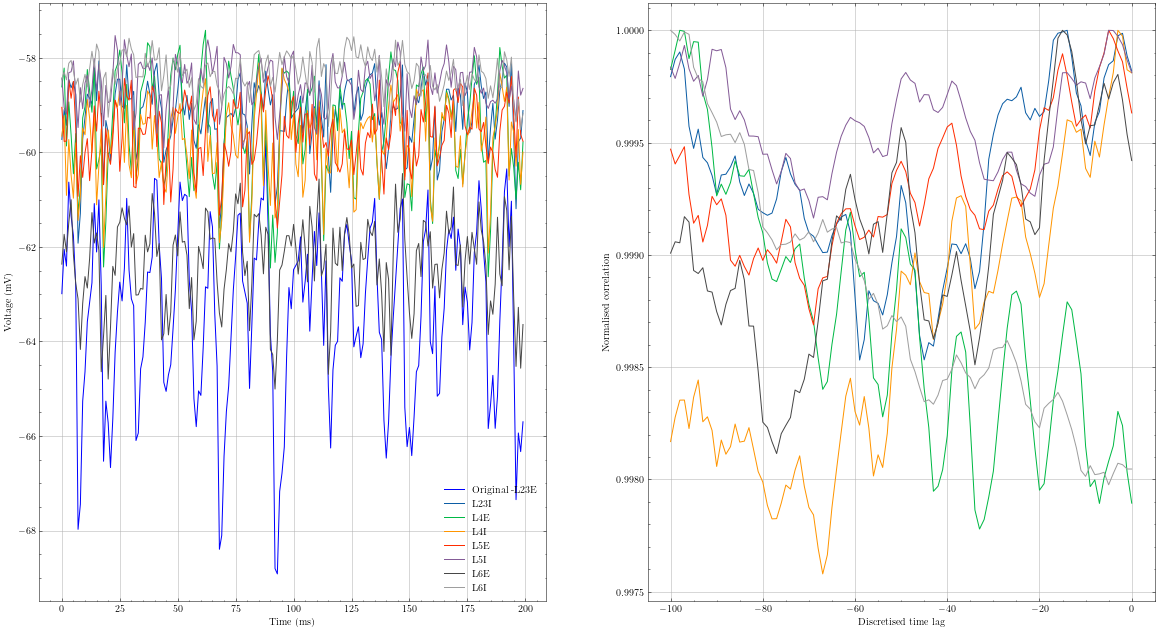 Voltage (mV)
−58
−60
−62
−64
−66
−68
0 25 50 75 100 125 150 175 200
Time (ms)
Original -L23E
L23I
L4E
L4I
L5E
L5I
L6E
L6I
Normalised correlation
1.0000
0.9995
0.9990
0.9985
0.9980
0.9975
−100 −80 −60 −40 −20 0
Discretised time lag